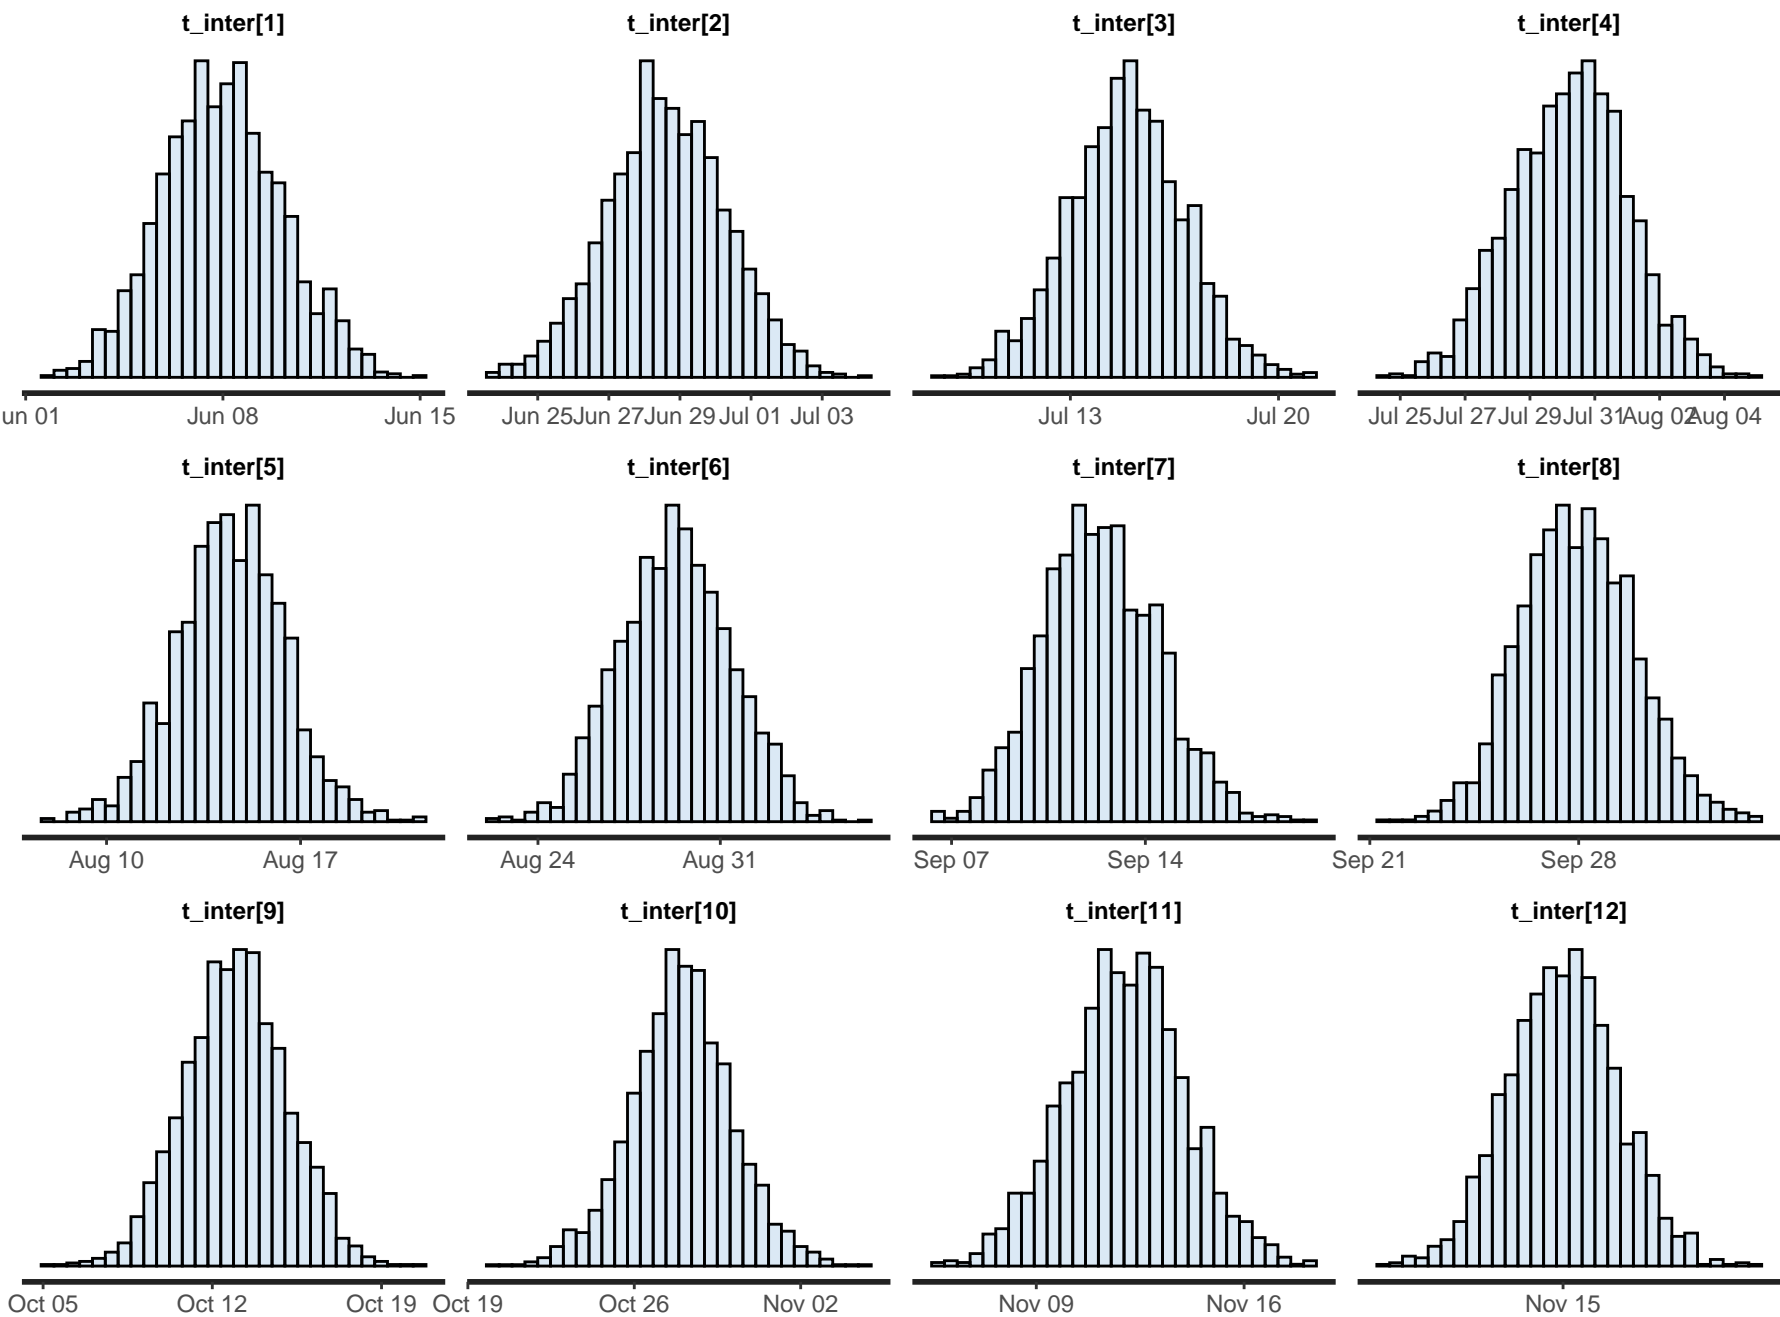 t_inter[1] t_inter[2] t_inter[3] t_inter[4]
un 01 Jun 08 Jun 15 Jun 25 Jun 27 Jun 29 Jul 01 Jul 03 Jul 13 Jul 20 Jul 25 Jul 27 Jul 29 Jul 31 Aug 02 Aug 04
t_inter[5] t_inter[6] t_inter[7] t_inter[8]
Aug 10 Aug 17 Aug 24 Aug 31 Sep 07 Sep 14 Sep 21 Sep 28
t_inter[9] t_inter[10] t_inter[11] t_inter[12]
Oct 05 Oct 12 Oct 19 Oct 19 Oct 26 Nov 02 Nov 09 Nov 16 Nov 15